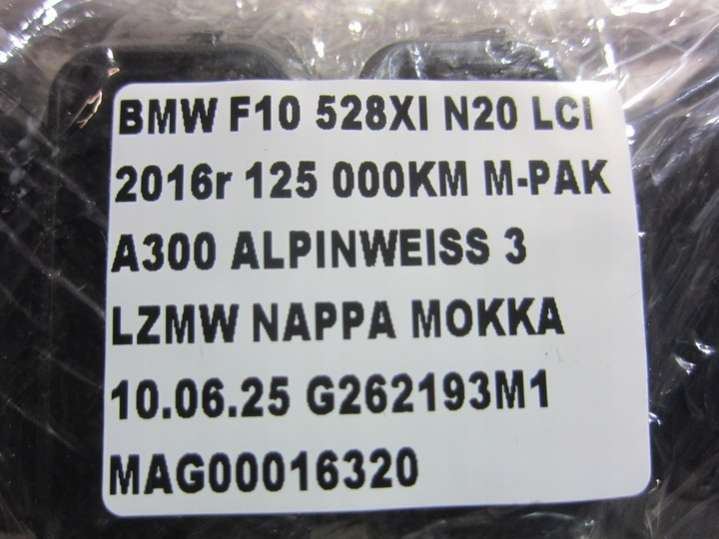 BMW F10 528XI N20 LCI
2016r 125 000KM M-PAK
A300 ALPINWEISS 3
LZMW NAPPA MOKKA
10.06.25 G262193M1
MAG00016320